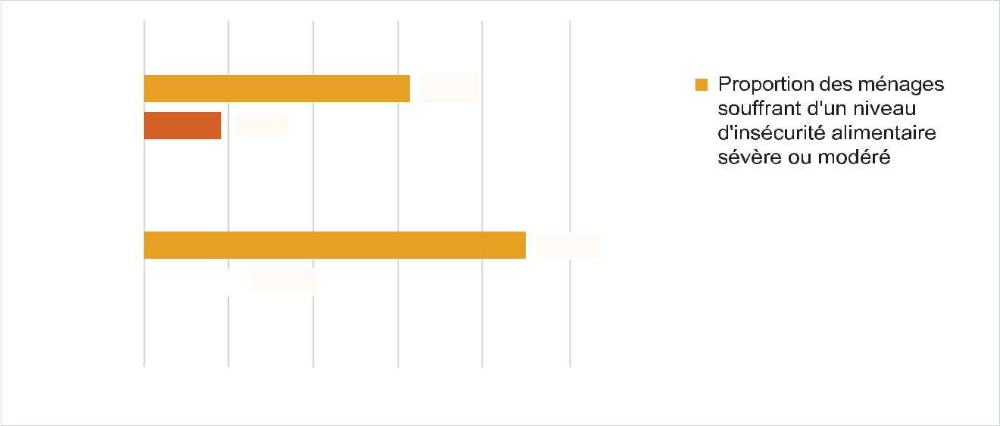 Proportion des ménages
souffrant d'un niveau
d'insécurité alimentaire
sévère ou modéré